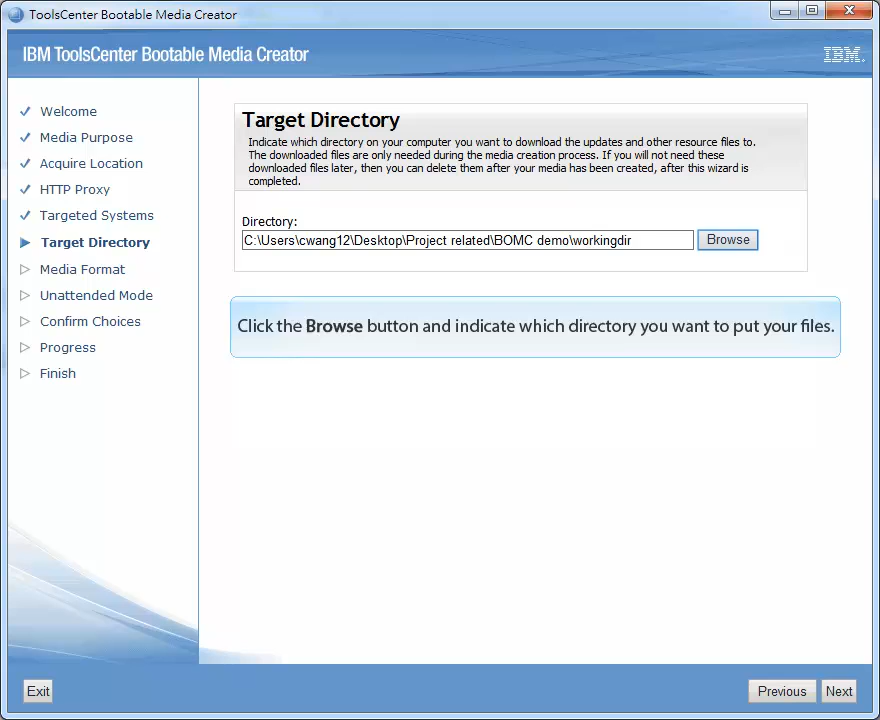 ToolsCenter Bootable Media Creator
IBM ToolsCenter Bootable Media Creator
IBM.
Welcome
Media Purpose
Acquire Location
HTTP Proxy
Targeted Systems
Target Directory
Media Format
Unattended Mode
Confirm Choices
Progress
Finish
Target Directory
Indicate which directory on your computer you want to download the updates and other resource files to.
The downloaded files are only needed during the media creation process. If you will not need these
downloaded files later, then you can delete them after your media has been created, after this wizard is
completed.
Directory:
C:\Users\cwang12\Desktop\Project related\BOMC demo\workingdir
Browse
Click the Browse button and indicate which directory you want to put your files.
Exit
Previous
Next